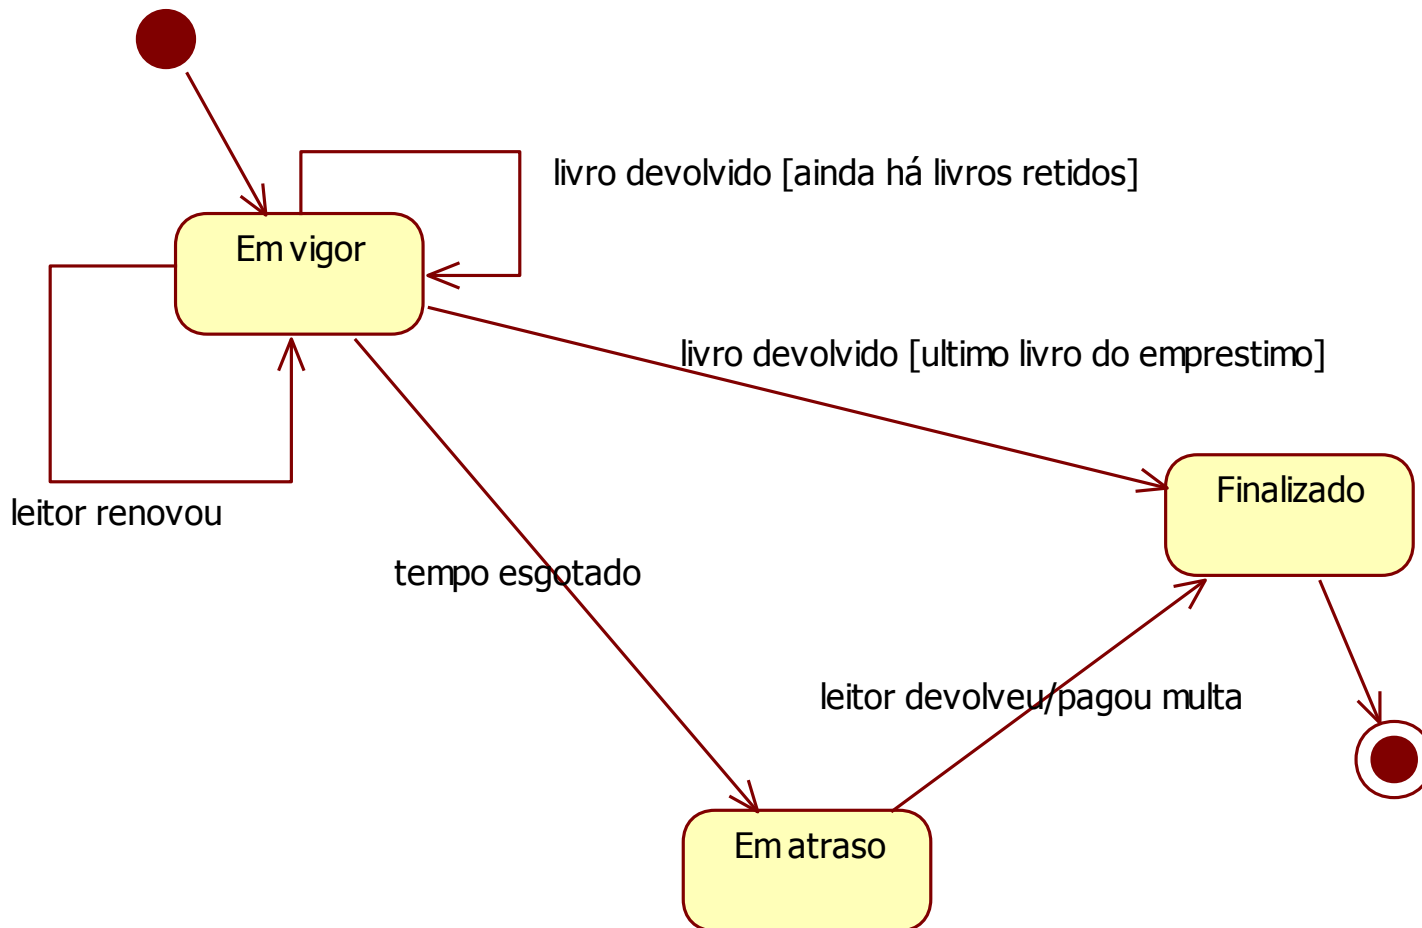 livro devolvido [ainda há livros retidos]
Em vigor
livro devolvido [ultimo livro do emprestimo]
Finalizado
leitor renovou
tempo esgotado
leitor devolveu/pagou multa
Em atraso